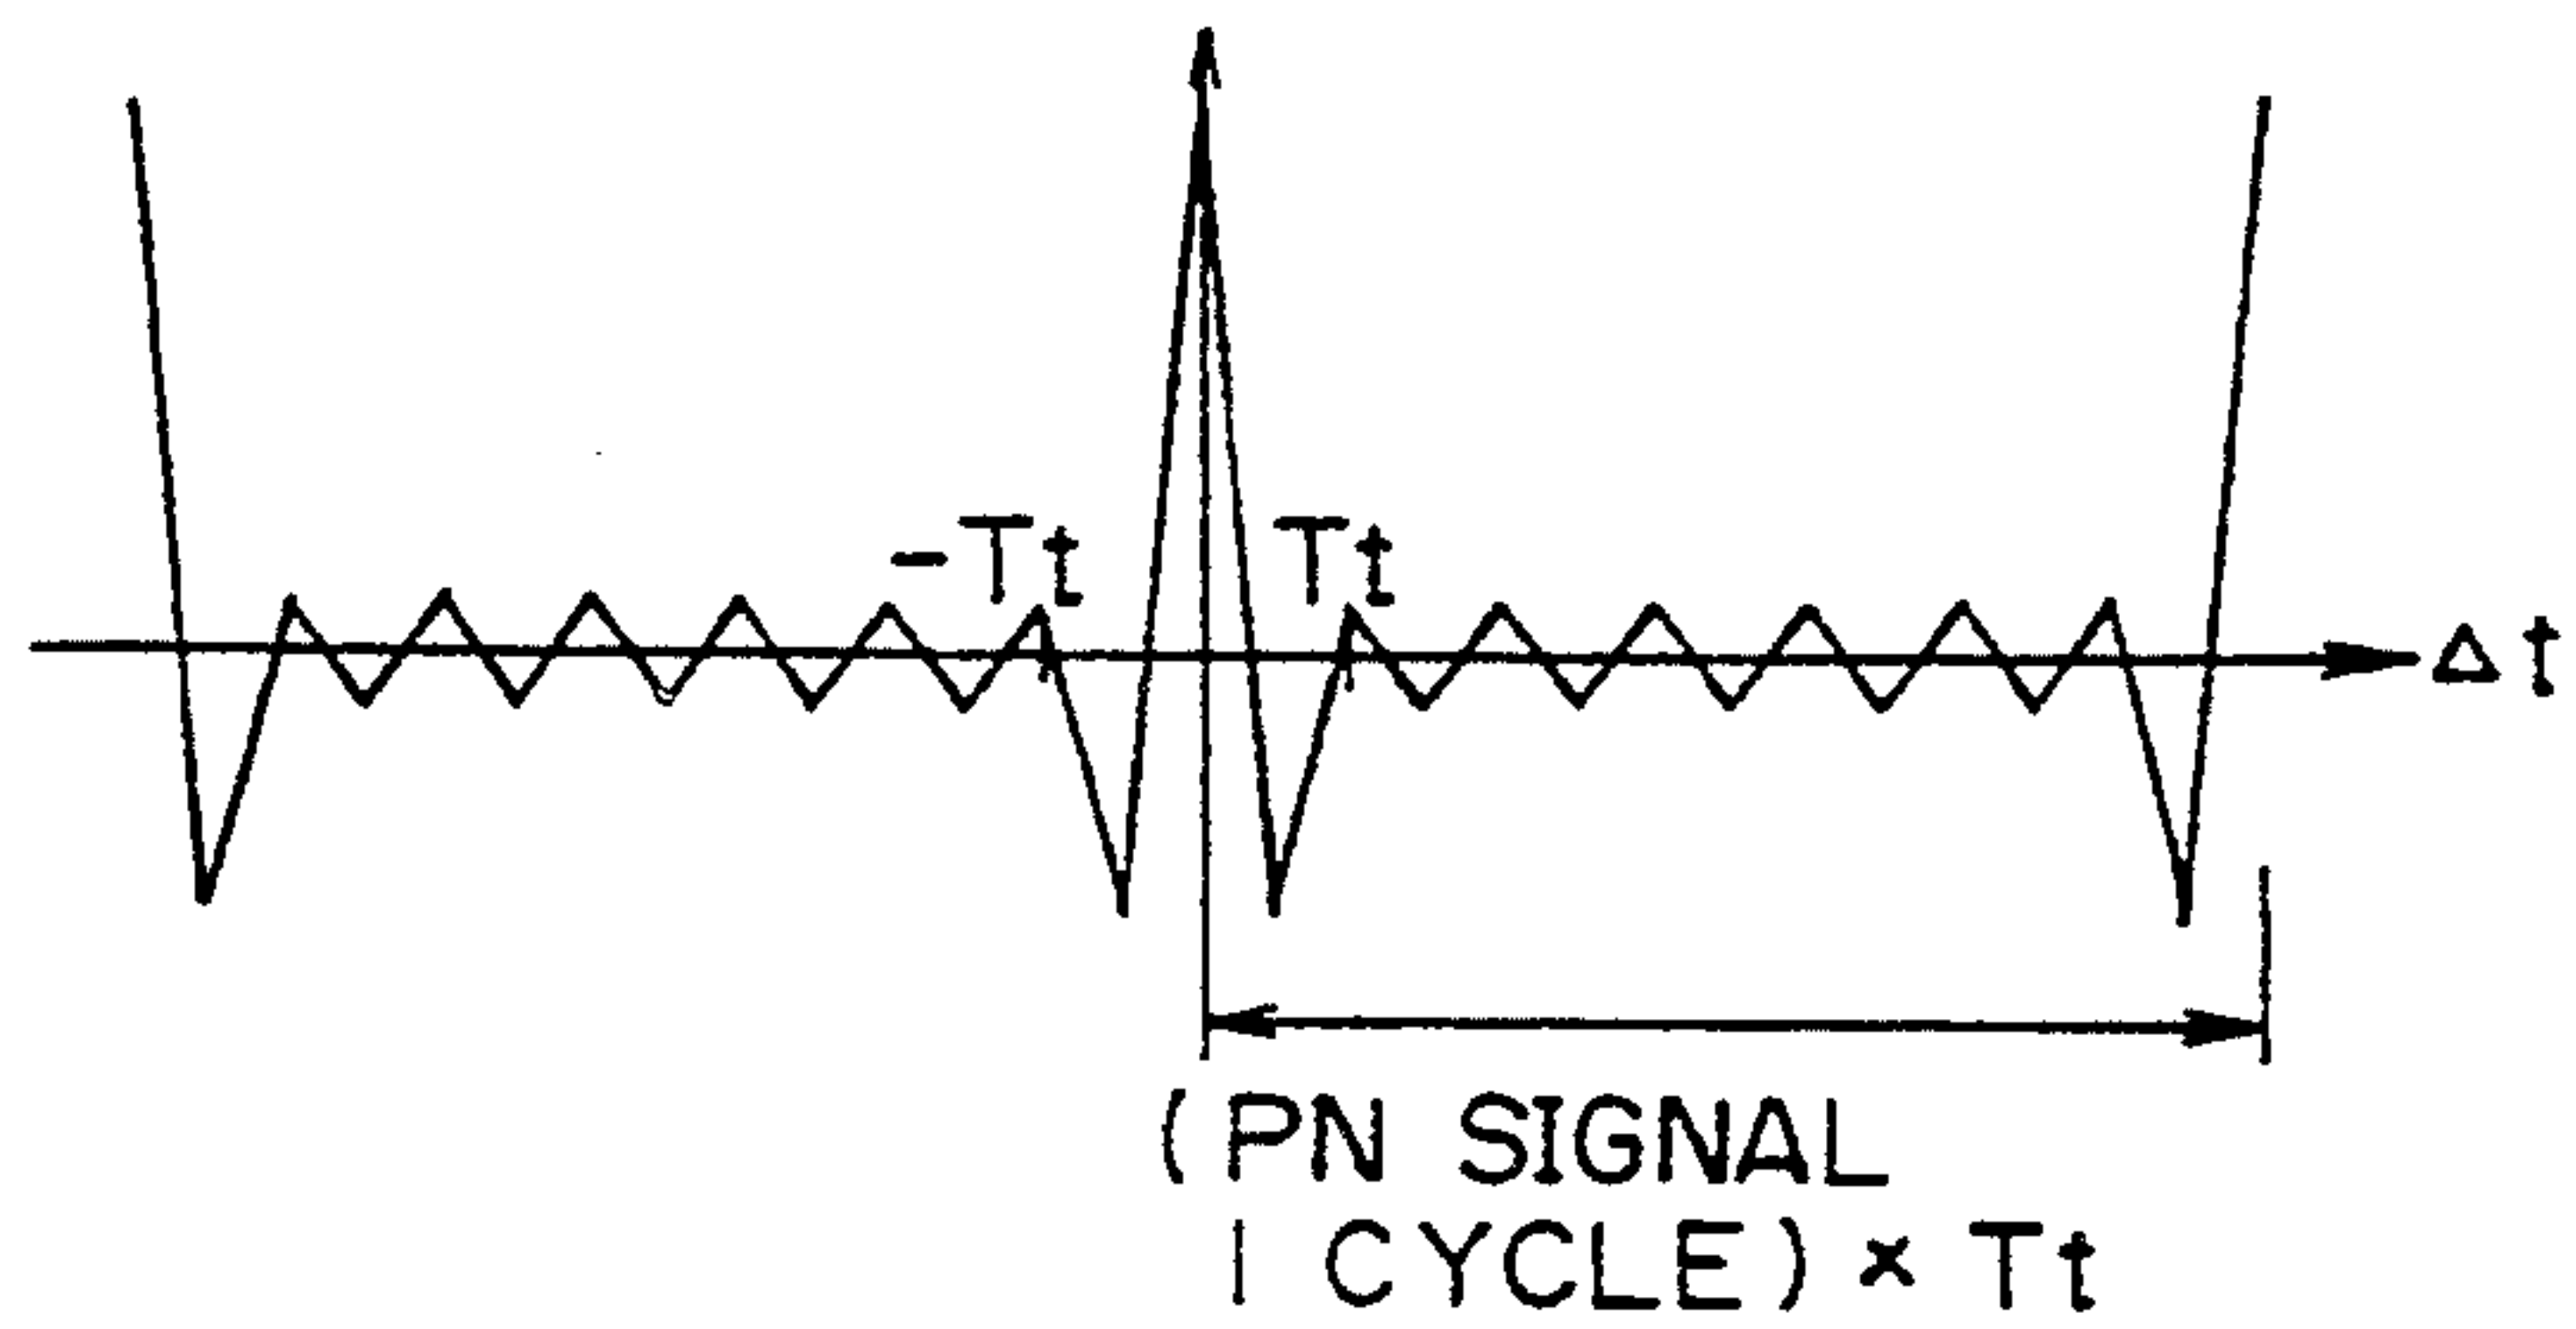 -Tt Tt
Δt
(PN SIGNAL
1 CYCLE) × Tt